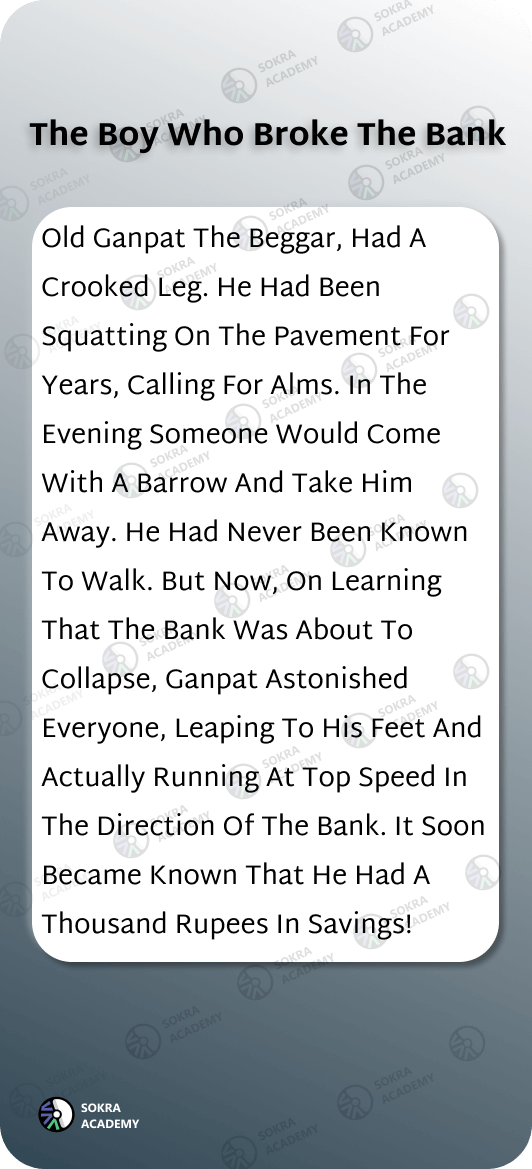 The Boy Who Broke The Bank
Old Ganpat The Beggar, Had A
Crooked Leg. He Had Been
Squatting On The Pavement For
Years, Calling For Alms. In The
Evening Someone Would Come
With A Barrow And Take Him
Away. He Had Never Been Known
To Walk. But Now, On Learning
That The Bank Was About To
Collapse, Ganpat Astonished
Everyone, Leaping To His Feet And
Actually Running At Top Speed In
The Direction Of The Bank. It Soon
Became Known That He Had A
Thousand Rupees In Savings!
SOKRA
ACADEMY